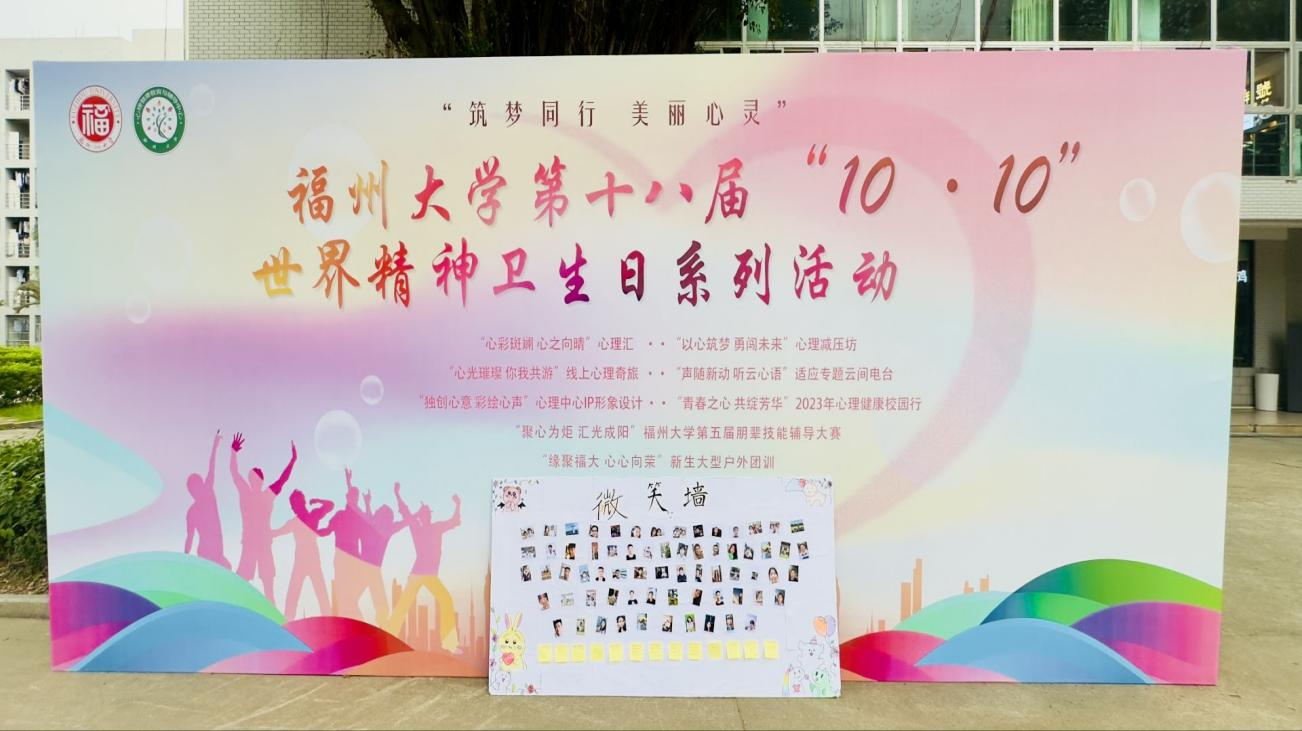 “筑梦同行 美丽心灵”
福州大学第十八届“10·10”
世界精神卫生日系列活动
“心彩斑斓 心之向晴”心理汇 ·· “以心筑梦 勇闯未来”心理减压坊
“心光璀璨 你我共游”线上心理奇旅 ·· “声随新动 听云心语”适应专题云间电台
“独创心意 彩绘心声”心理中心IP形象设计 ·· “青春之心 共绽芳华”2023年心理健康校园行
“聚心为炬 汇光成阳”福州大学第五届朋辈技能辅导大赛
“缘聚福大 心心向荣”新生大型户外团训
微笑墙
福